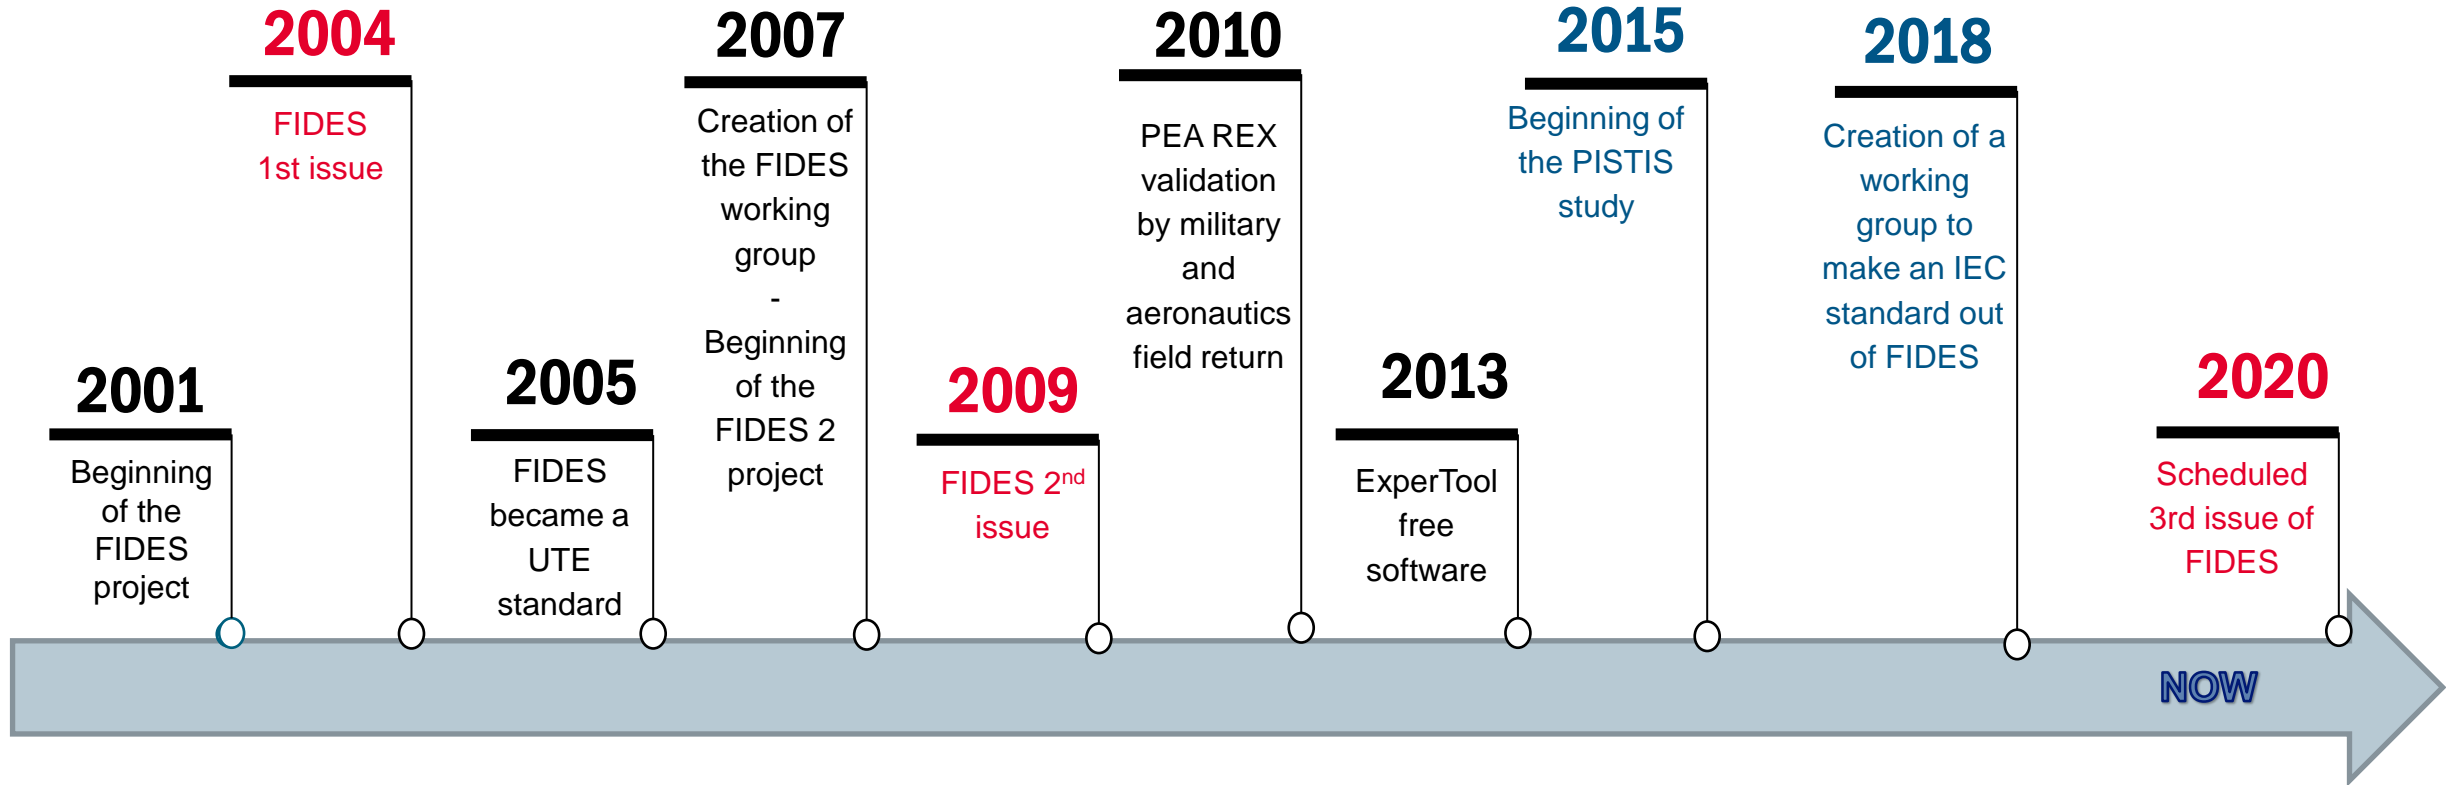 2004
FIDES
1st issue
2007
Creation of
the FIDES
working
group
-
Beginning
of the
FIDES 2
project
2010
PEA REX
validation
by military
and
aeronautics
field return
2015
Beginning of
the PISTIS
study
2018
Creation of a
working
group to
make an IEC
standard out
of FIDES
2001
Beginning
of the
FIDES
project
2005
FIDES
became a
UTE
standard
2009
FIDES 2nd
issue
2013
ExperTool
free
software
2020
Scheduled
3rd issue of
FIDES
NOW